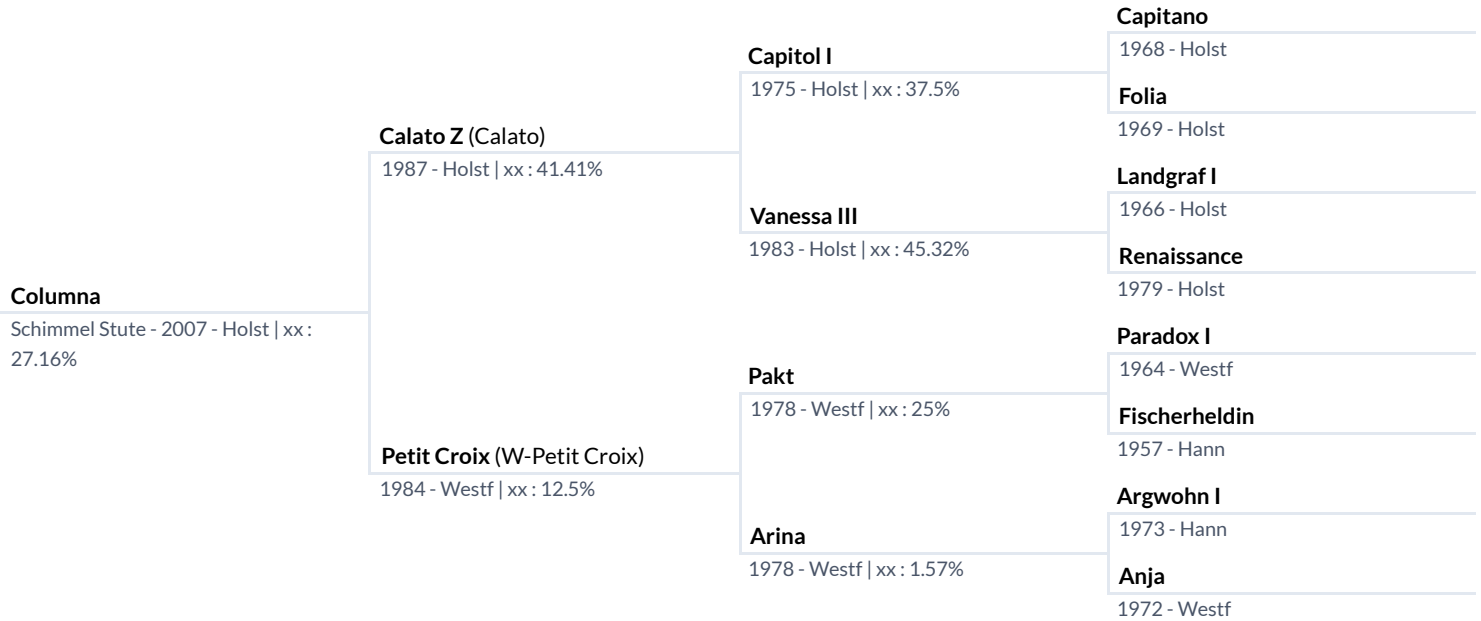 Columna
Schimmel Stute - 2007 - Holst | xx :
27.16%
Calato Z (Calato)
1987 - Holst | xx : 41.41%
Petit Croix (W-Petit Croix)
1984 - Westf | xx : 12.5%
Capitol I
1975 - Holst | xx : 37.5%
Vanessa III
1983 - Holst | xx : 45.32%
Pakt
1978 - Westf | xx : 25%
Arina
1978 - Westf | xx : 1.57%
Capitano
1968 - Holst
Folia
1969 - Holst
Landgraf I
1966 - Holst
Renaissance
1979 - Holst
Paradox I
1964 - Westf
Fischerheldin
1957 - Hann
Argwohn I
1973 - Hann
Anja
1972 - Westf